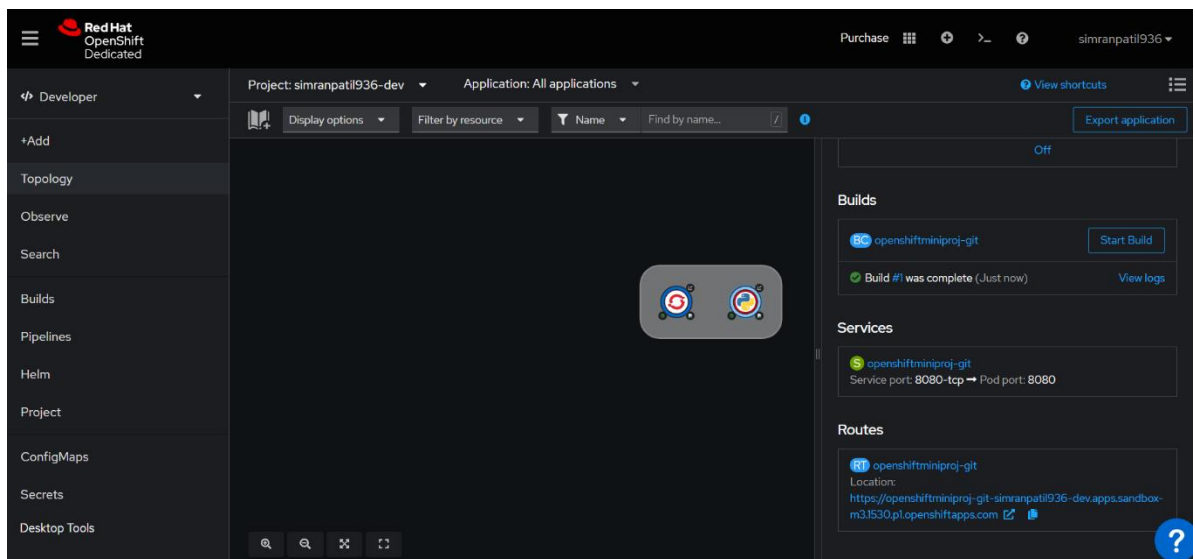 Red Hat
OpenShift
Dedicated
Purchase
simranpatil936
Developer
Project: simranpatil936-dev
Application: All applications
View shortcuts
Display options
Filter by resource
Name
Find by name...
/
Export application
+Add
Topology
Observe
Search
Builds
Pipelines
Helm
Project
ConfigMaps
Secrets
Desktop Tools
Off
Builds
BC openshiftminiproj-git
Start Build
Build #1 was complete (Just now)
View logs
Services
S openshiftminiproj-git
Service port: 8080-tcp → Pod port: 8080
Routes
RT openshiftminiproj-git
Location:
https://openshiftminiproj-git-simranpatil936-dev.apps.sandbox-
m3.1530.p1.openshiftapps.com
?